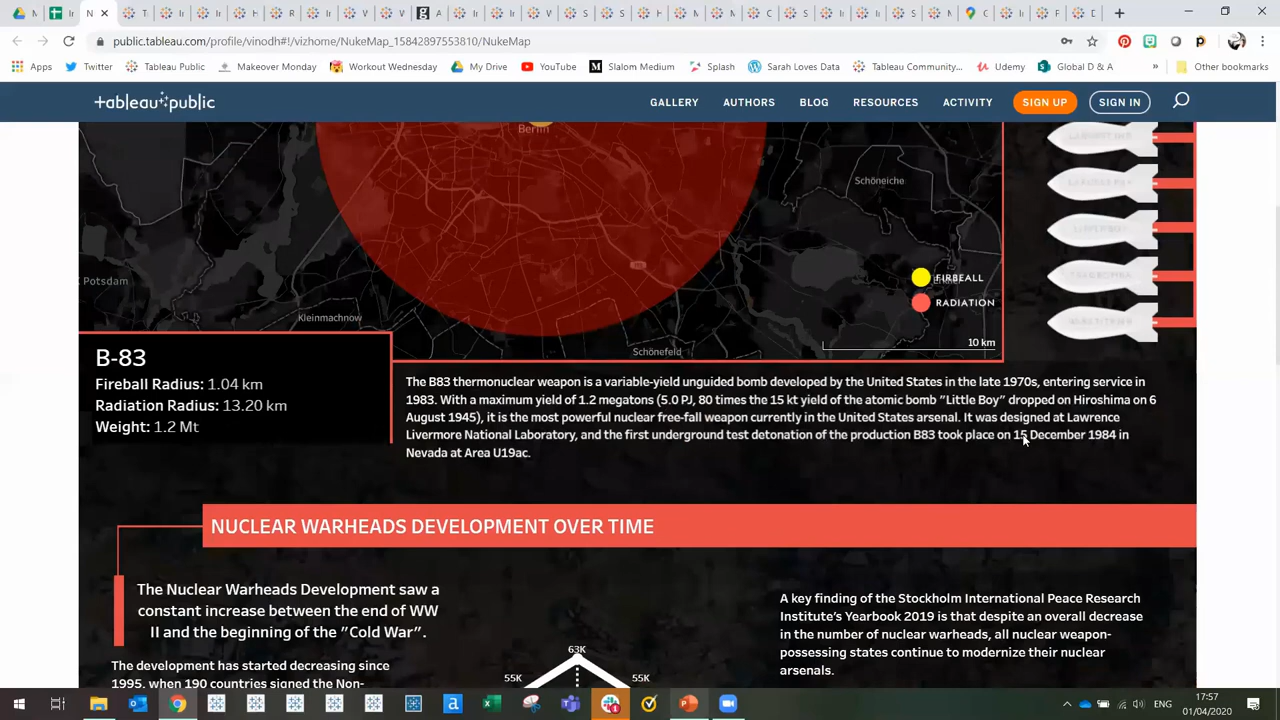 N
public.tableau.com/profile/vinodh#!/vizhome/NukeMap_15842897553810/NukeMap
Apps
Twitter
Tableau Public
Makeover Monday
Workout Wednesday
My Drive
YouTube
Slalom Medium
Splash
Sarah Loves Data
Tableau Community...
Udemy
Global D & A
»
Other bookmarks
+ableau public
GALLERY
AUTHORS
BLOG
RESOURCES
ACTIVITY
SIGN UP
SIGN IN
Berlin
Schöneiche
Potsdam
Kleinmachnow
Schönefeld
FIRBEALL
RADIATION
10 km
B-83
Fireball Radius: 1.04 km
Radiation Radius: 13.20 km
Weight: 1.2 Mt
The B83 thermonuclear weapon is a variable-yield unguided bomb developed by the United States in the late 1970s, entering service in
1983. With a maximum yield of 1.2 megatons (5.0 PJ, 80 times the 15 kt yield of the atomic bomb "Little Boy" dropped on Hiroshima on 6
August 1945), it is the most powerful nuclear free-fall weapon currently in the United States arsenal. It was designed at Lawrence
Livermore National Laboratory, and the first underground test detonation of the production B83 took place on 15 December 1984 in
Nevada at Area U19ac.
NUCLEAR WARHEADS DEVELOPMENT OVER TIME
The Nuclear Warheads Development saw a
constant increase between the end of WW
II and the beginning of the "Cold War".
The development has started decreasing since
1995, when 190 countries signed the Non-
63K
55K
55K
A key finding of the Stockholm International Peace Research
Institute's Yearbook 2019 is that despite an overall decrease
in the number of nuclear warheads, all nuclear weapon-
possessing states continue to modernize their nuclear
arsenals.
ENG
17:57
01/04/2020